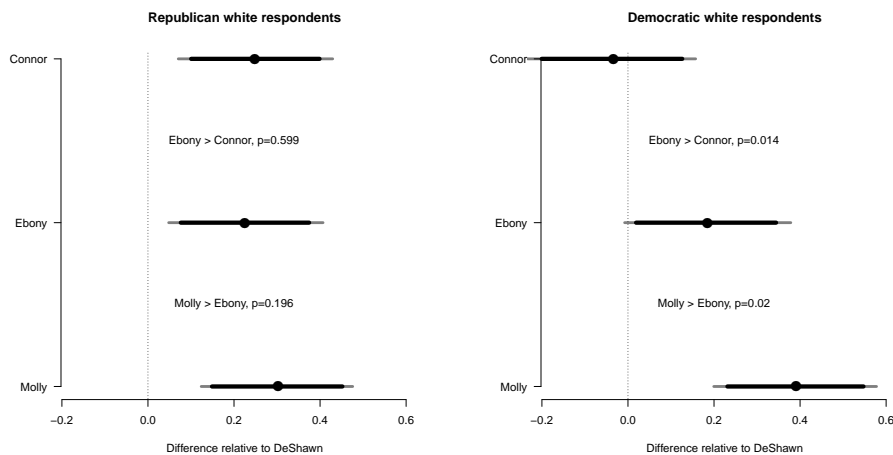 Republican white respondents
Connor
Ebony > Connor, p=0.599
Ebony
Molly > Ebony, p=0.196
Molly
−0.2 0.0 0.2 0.4 0.6
Difference relative to DeShawn
Democratic white respondents
Connor
Ebony > Connor, p=0.014
Ebony
Molly > Ebony, p=0.02
Molly
−0.2 0.0 0.2 0.4 0.6
Difference relative to DeShawn